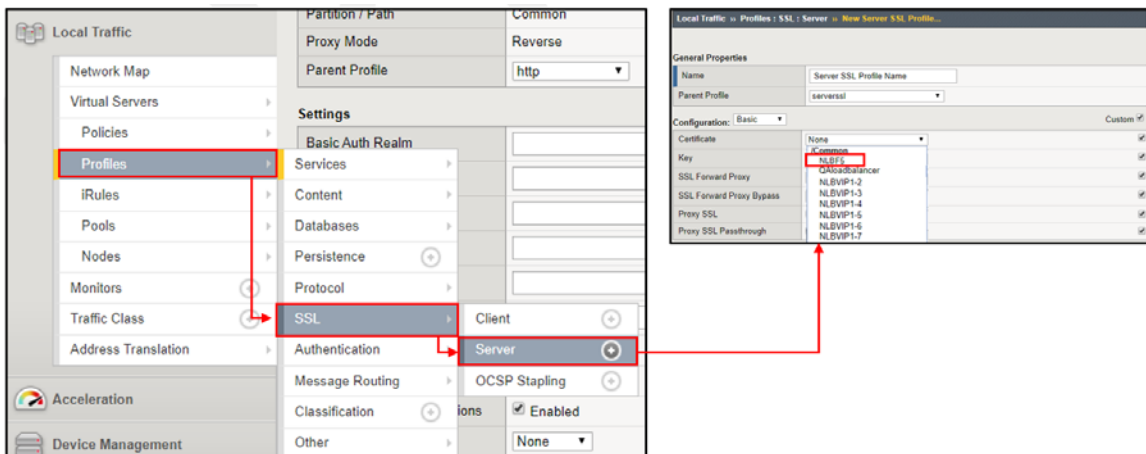 Local Traffic
Network Map
Virtual Servers
Policies
Profiles
iRules
Pools
Nodes
Monitors
Traffic Class
Address Translation
Acceleration
Device Management
Partition / Path Common
Proxy Mode Reverse
Parent Profile http
Settings
Basic Auth Realm
Services
Content
Databases
Persistence
Protocol
SSL
Authentication
Message Routing
Classification
Other
Client
Server
OCSP Stapling
ions Enabled
None
Local Traffic ›› Profiles : SSL : Server ›› New Server SSL Profile...
General Properties
Name Server SSL Profile Name
Parent Profile serverssl
Configuration: Basic Custom
Certificate None
/Common
Key NLBF5
QAloadbalancer
SSL Forward Proxy NLBVIP1-2
SSL Forward Proxy Bypass NLBVIP1-3
NLBVIP1-4
Proxy SSL NLBVIP1-5
NLBVIP1-6
Proxy SSL Passthrough NLBVIP1-7